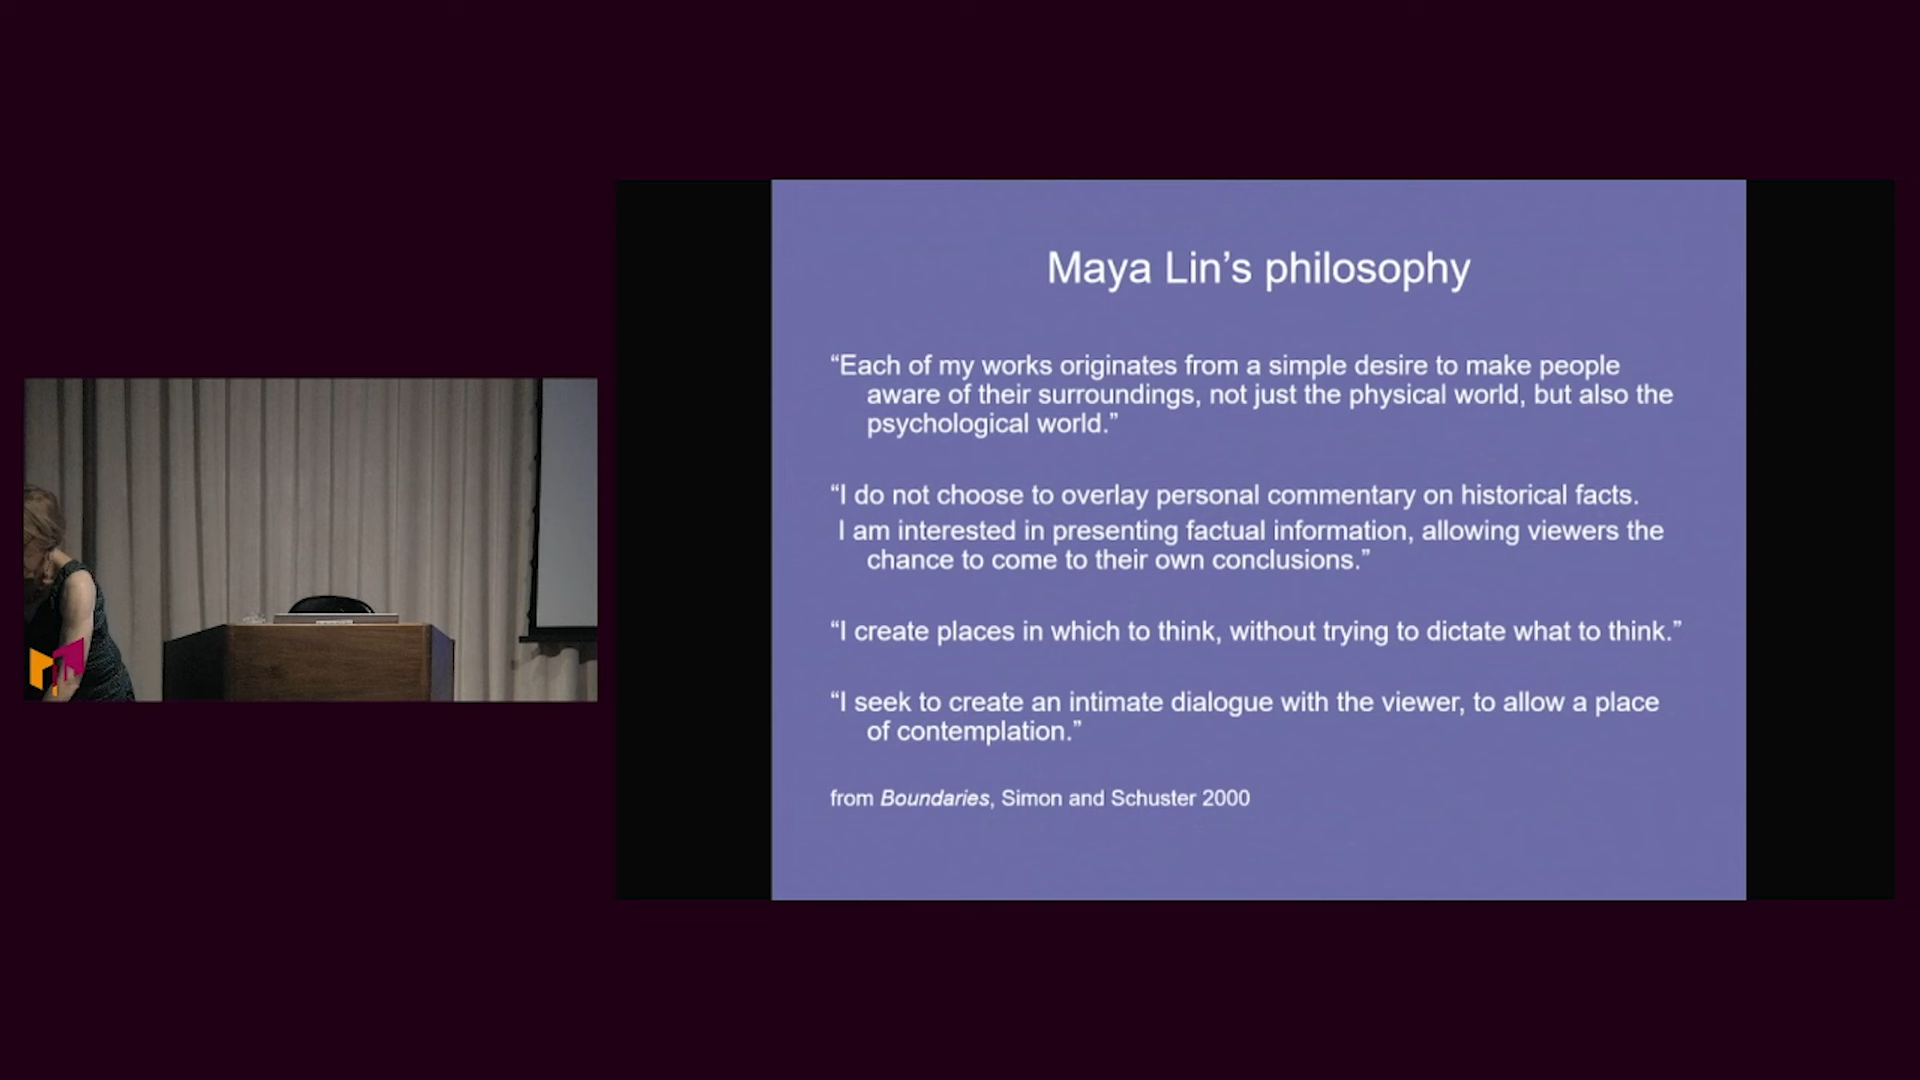 Maya Lin’s philosophy
“Each of my works originates from a simple desire to make people
aware of their surroundings, not just the physical world, but also the
psychological world.”
“I do not choose to overlay personal commentary on historical facts.
I am interested in presenting factual information, allowing viewers the
chance to come to their own conclusions.”
“I create places in which to think, without trying to dictate what to think.”
“I seek to create an intimate dialogue with the viewer, to allow a place
of contemplation.”
from Boundaries, Simon and Schuster 2000